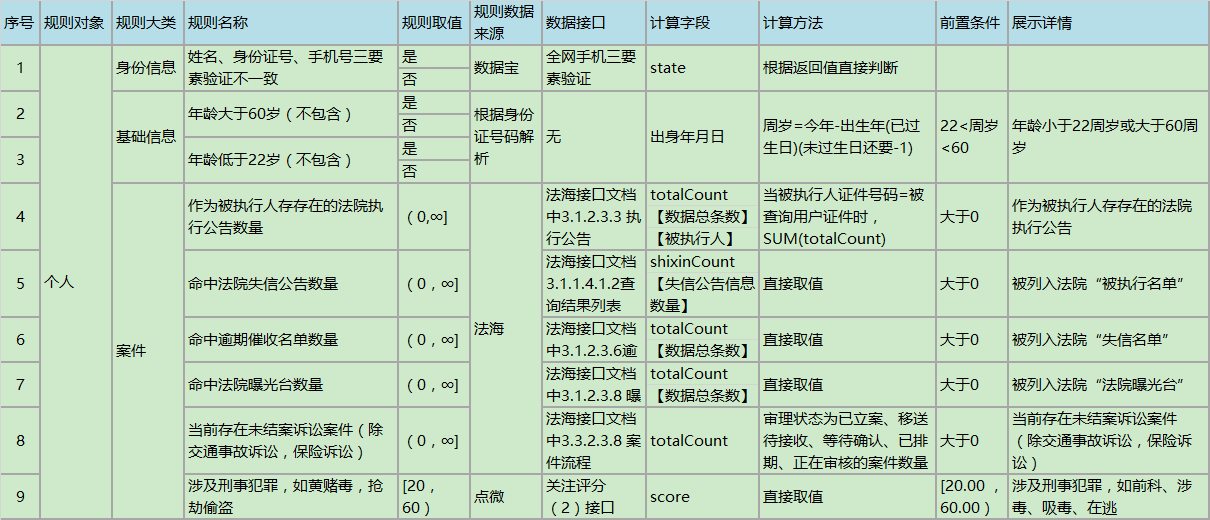 序号
规则对象
规则大类
规则名称
规则取值
规则数据
来源
数据接口
计算字段
计算方法
前置条件
展示详情
1
个人
身份信息
姓名、身份证号、手机号三要
素验证不一致
是
否
数据宝
全网手机三要
素验证
state
根据返回值直接判断
2
基础信息
年龄大于60岁（不包含）
是
否
根据身份
证号码解
析
无
出身年月日
周岁=今年-出生年(已过
生日)(未过生日还要-1)
22<周岁
<60
年龄小于22周岁或大于60周
岁
3
年龄低于22岁（不包含）
是
否
4
案件
作为被执行人存存在的法院执
行公告数量
（0,∞]
法海
法海接口文档
中3.1.2.3.3 执
行公告
totalCount
【数据总条数】
【被执行人】
当被执行人证件号码=被
查询用户证件时，
SUM(totalCount)
大于0
作为被执行人存存在的法院
执行公告
5
命中法院失信公告数量
（0，∞]
法海接口文档
3.1.1.4.1.2查
询结果列表
shixinCount
【失信公告信息
数量】
直接取值
大于0
被列入法院“被执行名单”
6
命中逾期催收名单数量
（0，∞]
法海接口文档
中3.1.2.3.6逾
totalCount
【数据总条数】
直接取值
大于0
被列入法院“失信名单”
7
命中法院曝光台数量
（0，∞]
法海接口文档
中3.1.2.3.8 曝
totalCount
【数据总条数】
直接取值
大于0
被列入法院“法院曝光台”
8
当前存在未结案诉讼案件（除
交通事故诉讼，保险诉讼）
（0，∞]
法海接口文档
中3.3.2.3.8 案
件流程
totalCount
审理状态为已立案、移送
待接收、等待确认、已排
期、正在审核的案件数量
大于0
当前存在未结案诉讼案件
（除交通事故诉讼，保险诉
讼）
9
涉及刑事犯罪，如黄赌毒，抢
劫偷盗
[20，
60）
点微
关注评分
（2）接口
score
直接取值
[20.00，
60.00）
涉及刑事犯罪，如前科、涉
毒、吸毒、在逃